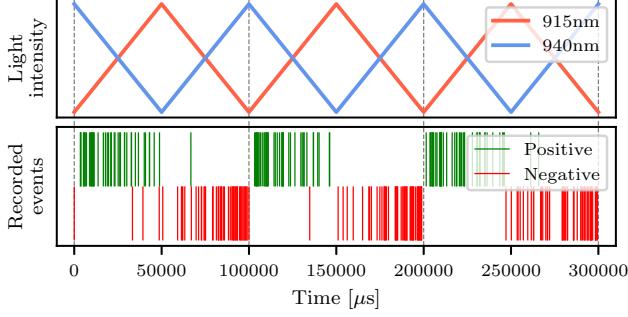 Light
intensity
915nm
940nm
Recorded
events
Positive
Negative
0 50000 100000 150000 200000 250000 300000
Time [μs]